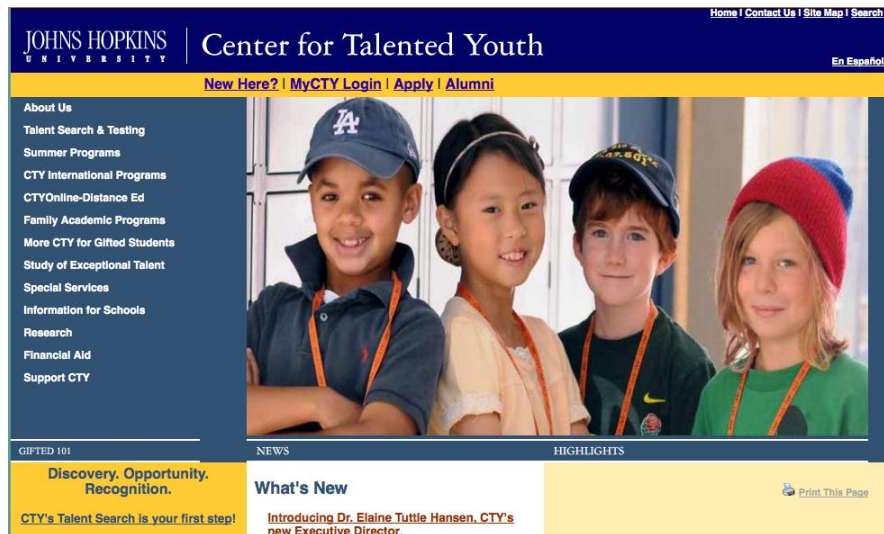 Home | Contact Us | Site Map | Search
JOHNS HOPKINS
UNIVERSITY
Center for Talented Youth
En Español
New Here? | MyCTY Login | Apply | Alumni
About Us
Talent Search & Testing
Summer Programs
CTY International Programs
CTYOnline-Distance Ed
Family Academic Programs
More CTY for Gifted Students
Study of Exceptional Talent
Special Services
Information for Schools
Research
Financial Aid
Support CTY
LA
GIFTED 101
NEWS
HIGHLIGHTS
Discovery. Opportunity.
Recognition.
CTY's Talent Search is your first step!
What's New
Introducing Dr. Elaine Tuttle Hansen, CTY's
new Executive Director.
Print This Page